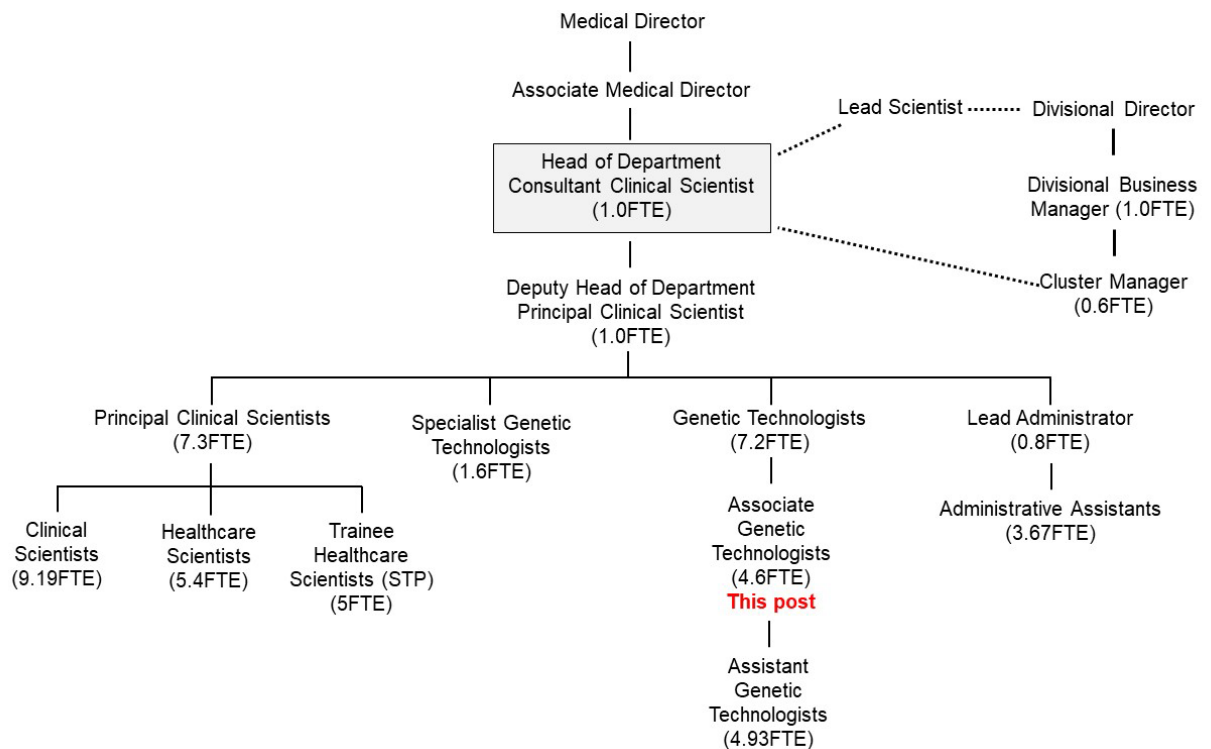 Medical Director
Associate Medical Director
Lead Scientist
Divisional Director
Head of Department
Consultant Clinical Scientist
(1.0FTE)
Divisional Business
Manager (1.0FTE)
Cluster Manager
(0.6FTE)
Deputy Head of Department
Principal Clinical Scientist
(1.0FTE)
Principal Clinical Scientists
(7.3FTE)
Specialist Genetic
Technologists
(1.6FTE)
Genetic Technologists
(7.2FTE)
Lead Administrator
(0.8FTE)
Clinical
Scientists
(9.19FTE)
Healthcare
Scientists
(5.4FTE)
Trainee
Healthcare
Scientists (STP)
(5FTE)
Associate
Genetic
Technologists
(4.6FTE)
This post
Administrative Assistants
(3.67FTE)
Assistant
Genetic
Technologists
(4.93FTE)